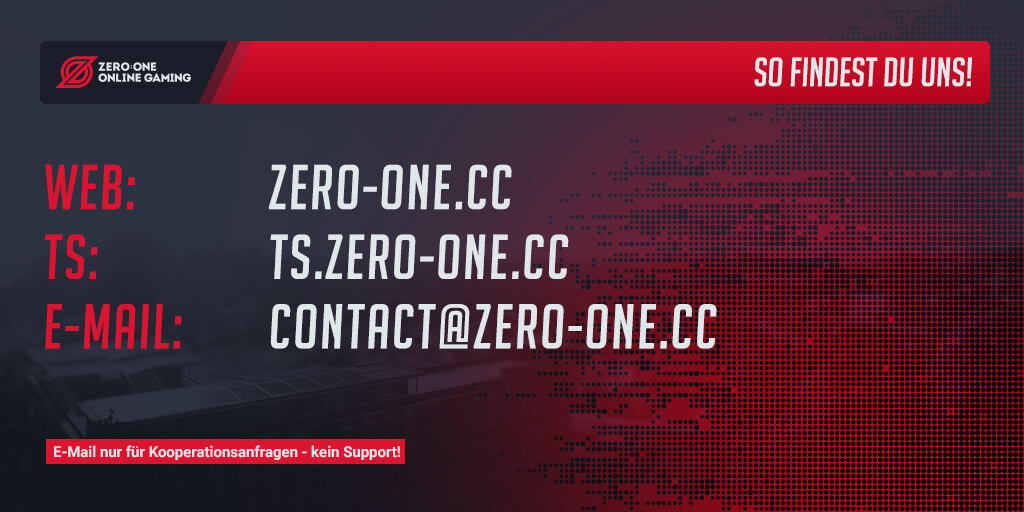 ZERO:ONE
ONLINE GAMING
SO FINDEST DU UNS!
WEB: ZERO-ONE.CC
TS: TS.ZERO-ONE.CC
E-MAIL: CONTACT@ZERO-ONE.CC
E-Mail nur für Kooperationsanfragen - kein Support!